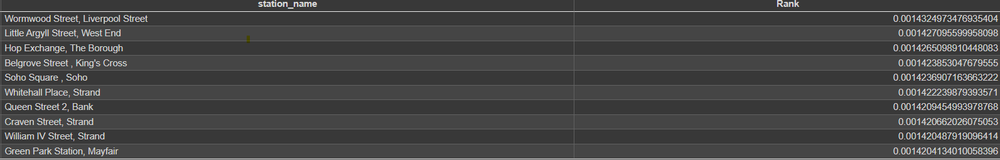 station_name Rank
Wormwood Street, Liverpool Street 0.0014324973476935404
Little Argyll Street, West End 0.001427095599958098
Hop Exchange, The Borough 0.0014265098910448083
Belgrove Street , King's Cross 0.001423853047679555
Soho Square , Soho 0.0014236907163663222
Whitehall Place, Strand 0.001422239879393571
Queen Street 2, Bank 0.0014209454993978768
Craven Street, Strand 0.001420662026075053
William IV Street, Strand 0.001420487919096414
Green Park Station, Mayfair 0.0014204134010058396